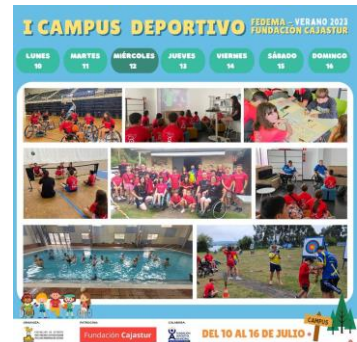 I CAMPUS DEPORTIVO FEDEMA - VERANO 2023
FUNDACIÓN CAJASTUR
LUNES MARTES MIÉRCOLES JUEVES VIERNES SÁBADO DOMINGO
10 11 12 13 14 15 16
CAMPUS
Fundación Cajastur
DEL 10 AL 16 DE JULIO